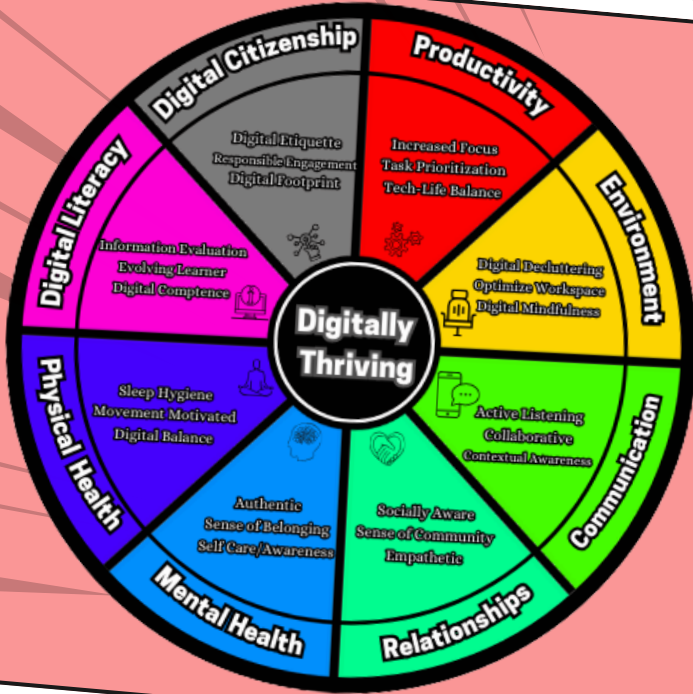 Digitally
Thriving
Productivity
Increased Focus
Task Prioritization
Tech-Life Balance
Environment
Digital Decluttering
Optimize Workspace
Digital Mindfulness
Communication
Active Listening
Collaborative
Contextual Awareness
Relationships
Socially Aware
Sense of Community
Empathetic
Mental Health
Authentic
Sense of Belonging
Self Care/Awareness
Physical Health
Sleep Hygiene
Movement Motivated
Digital Balance
Digital Literacy
Information Evaluation
Evolving Learner
Digital Comptence
Digital Citizenship
Digital Etiquette
Responsible Engagement
Digital Footprint